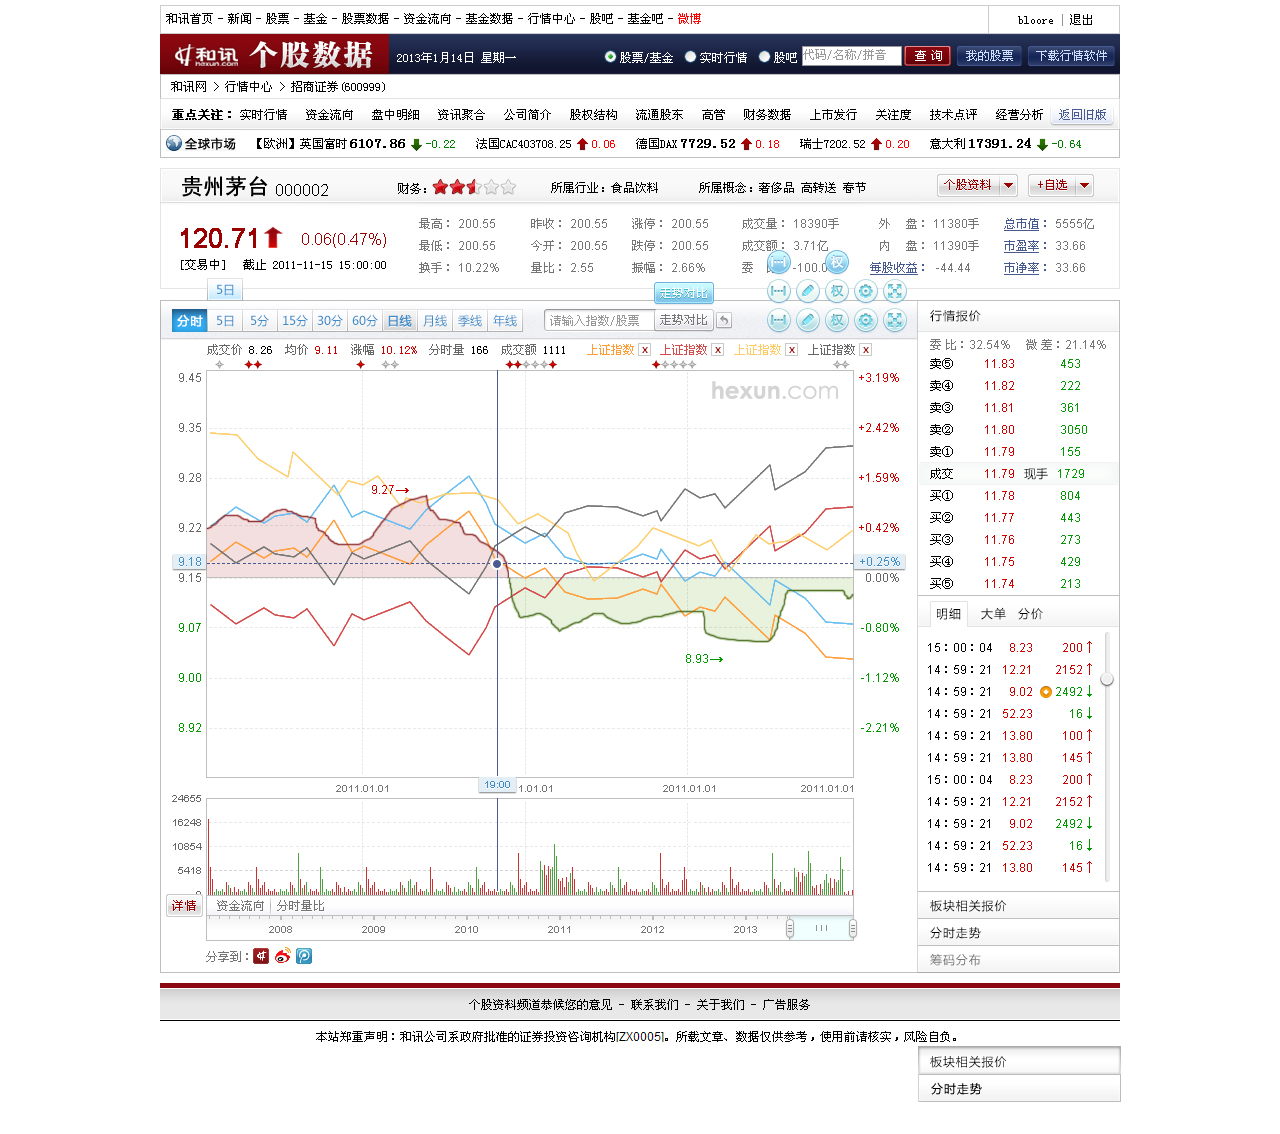 和讯首页 - 新闻 - 股票 - 基金 - 股票数据 - 资金流向 - 基金数据 - 行情中心 - 股吧 - 基金吧 - 微博
bloore | 退出
和讯 hexun.com 个股数据 2013年1月14日 星期一 股票/基金 实时行情 股吧 代码/名称/拼音 查 询 我的股票 下载行情软件
和讯网 > 行情中心 > 招商证券(600999)
重点关注： 实时行情 资金流向 盘中明细 资讯聚合 公司简介 股权结构 流通股东 高管 财务数据 上市发行 关注度 技术点评 经营分析 返回旧版
全球市场 【欧洲】英国富时6107.86 -0.22 法国CAC403708.25 0.06 德国DAX 7729.52 0.18 瑞士7202.52 0.20 意大利17391.24 -0.64
贵州茅台 000002 财务： 所属行业：食品饮料 所属概念：奢侈品 高转送 春节 个股资料 +自选
最高： 200.55 昨收： 200.55 涨停： 200.55 成交量： 18390手 外 盘： 11380手 总市值： 5555亿
120.71 0.06(0.47%)
最低： 200.55 今开： 200.55 跌停： 200.55 成交额： 3.71亿 内 盘： 11390手 市盈率： 33.66
[交易中] 截止 2011-11-15 15:00:00
换手： 10.22% 量比： 2.55 振幅： 2.66% 委 -100.0 每股收益： -44.44 市净率： 33.66
权
5日
走势对比 权
分时 5日 5分 15分 30分 60分 日线 月线 季线 年线 请输入指数/股票 走势对比 权
行情报价
成交价 8.26 均价 9.11 涨幅 10.12% 分时量 166 成交额 1111 上证指数 x 上证指数 x 上证指数 x 上证指数 x
委 比：32.54% 微 差：21.14%
卖⑤ 11.83 453
卖④ 11.82 222
卖③ 11.81 361
卖② 11.80 3050
卖① 11.79 155
成交 11.79 现手 1729
买① 11.78 804
买② 11.77 443
买③ 11.76 273
买④ 11.75 429
买⑤ 11.74 213
hexun.com
9.45 +3.19%
9.35 +2.42%
9.28 +1.59%
9.27→
9.22 +0.42%
9.18 +0.25%
9.15 0.00%
9.07 -0.80%
8.93→
9.00 -1.12%
8.92 -2.21%
2011.01.01 19:00 1.01.01 2011.01.01 2011.01.01
明细 大单 分价
15：00：04 8.23 200↑
14：59：21 12.21 2152↑
14：59：21 9.02 2492↓
14：59：21 52.23 16↓
14：59：21 13.80 100↑
14：59：21 13.80 145↑
15：00：04 8.23 200↑
14：59：21 12.21 2152↑
14：59：21 9.02 2492↓
14：59：21 52.23 16↓
14：59：21 13.80 145↑
24655
16248
10854
5418
详情 资金流向 | 分时量比
2008 2009 2010 2011 2012 2013
分享到：
板块相关报价
分时走势
筹码分布
个股资料频道恭候您的意见 - 联系我们 - 关于我们 - 广告服务
本站郑重声明：和讯公司系政府批准的证券投资咨询机构[ZX0005]。所载文章、数据仅供参考，使用前请核实，风险自负。
板块相关报价
分时走势